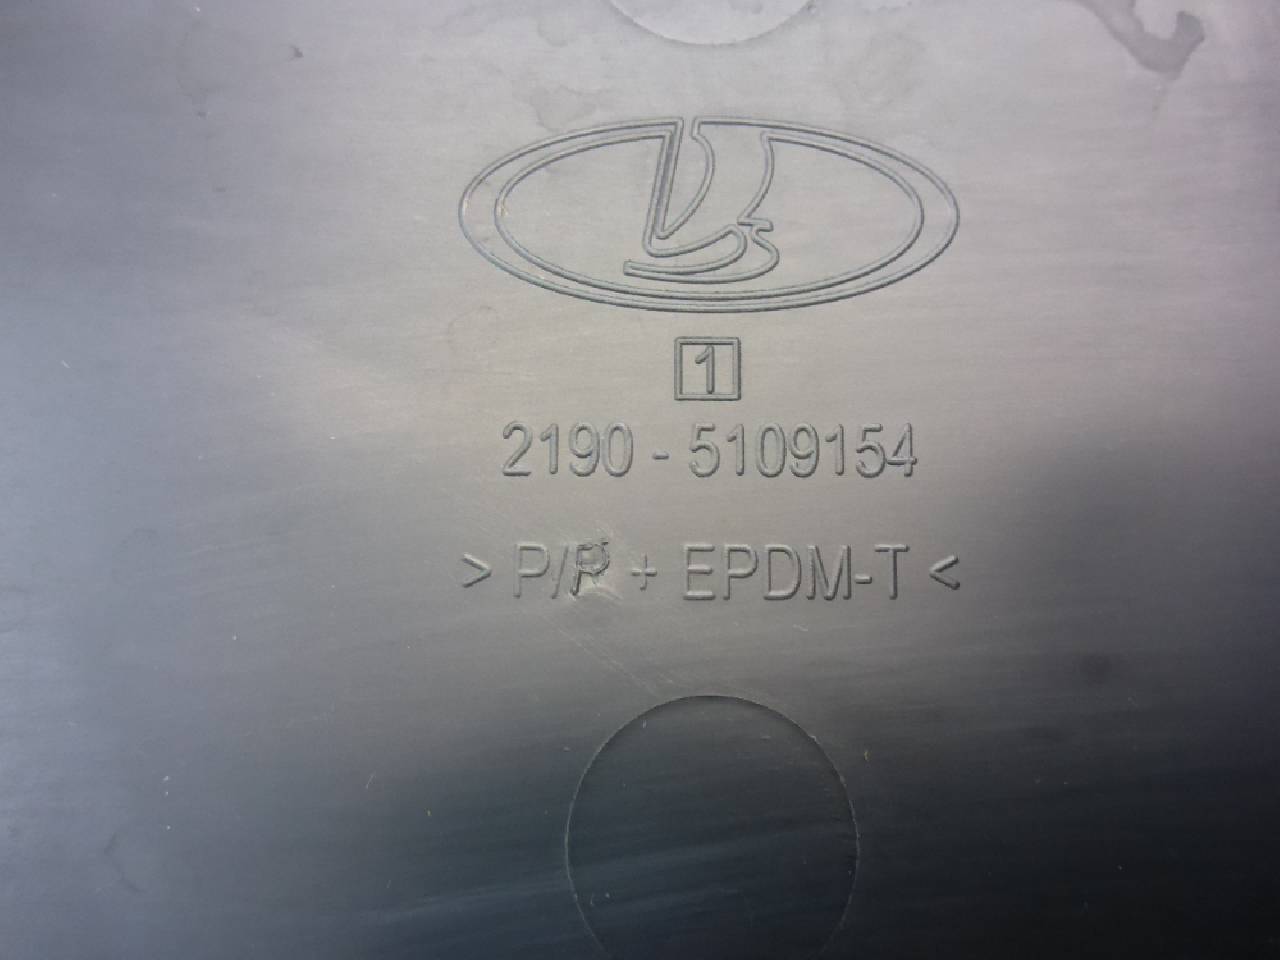 1
2190 - 5109154
> P/P + EPDM-T <